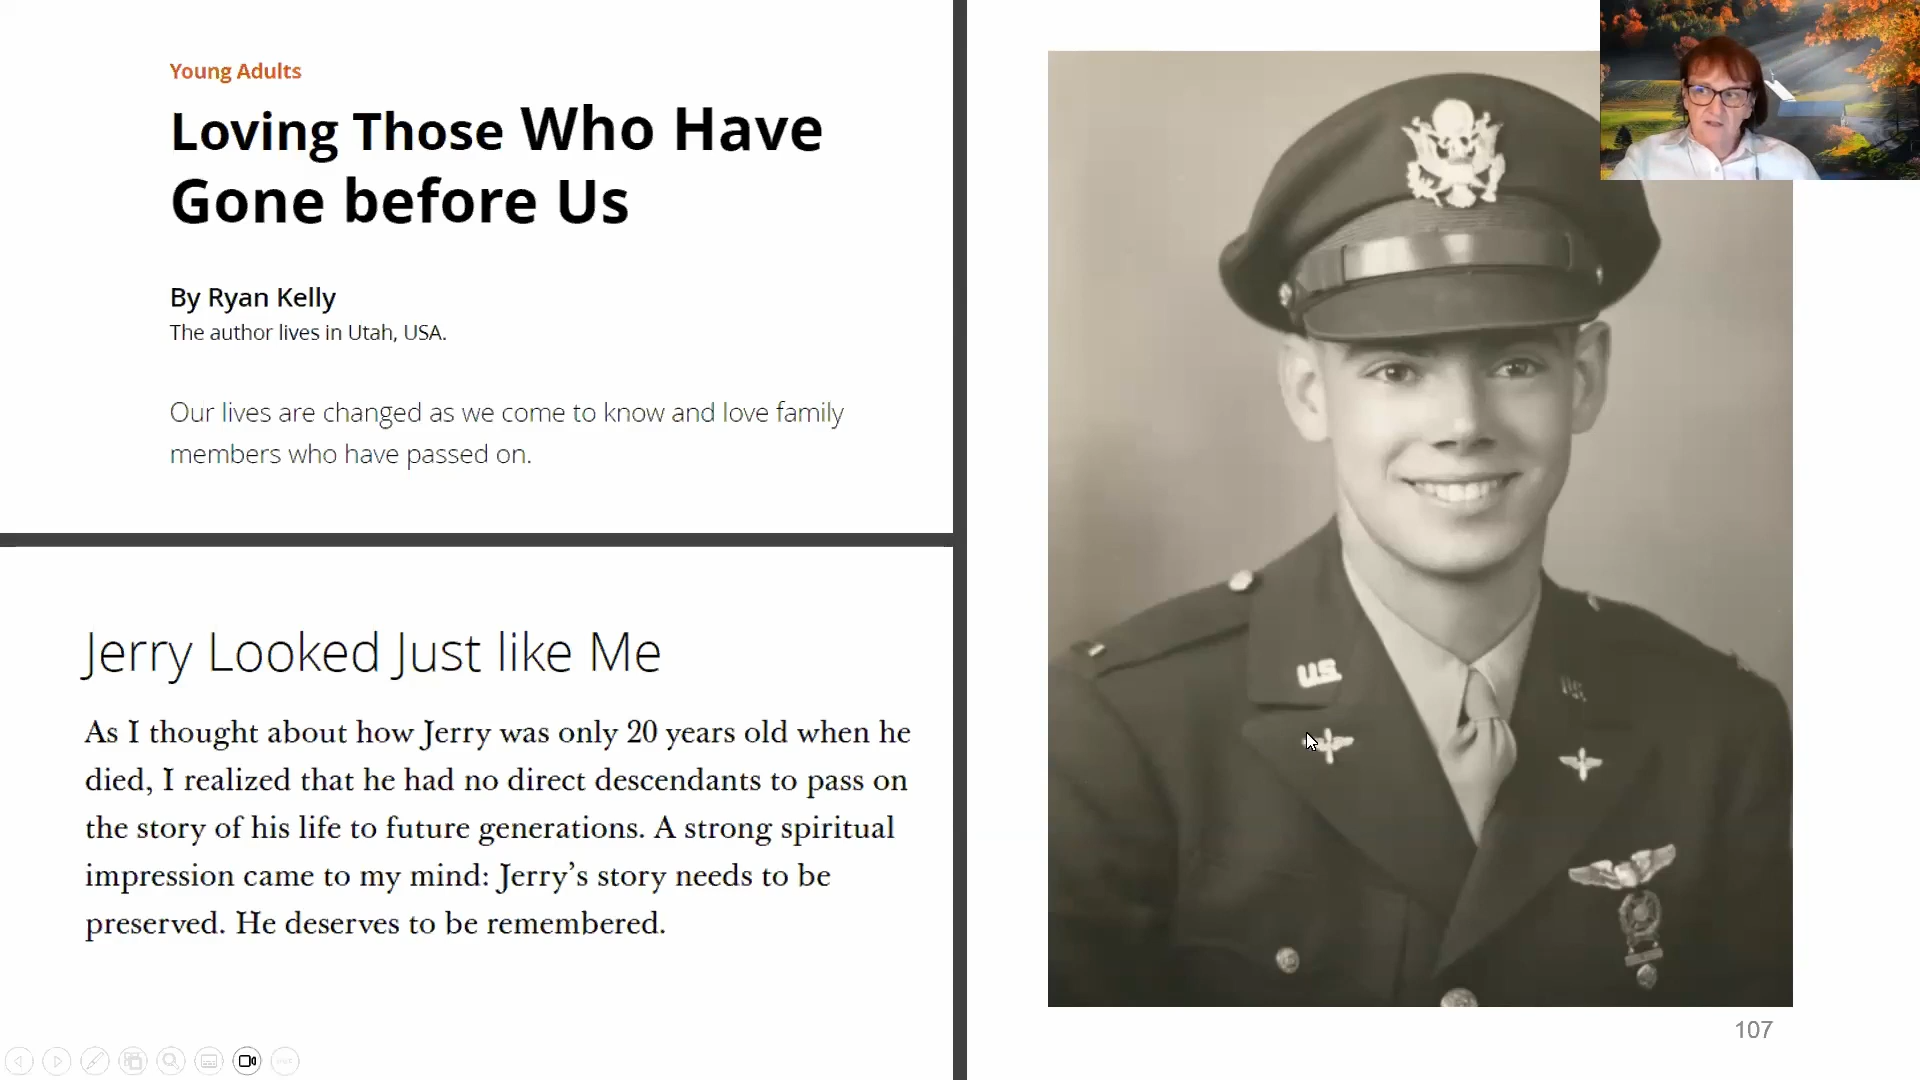 Young Adults
Loving Those Who Have
Gone before Us
By Ryan Kelly
The author lives in Utah, USA.
Our lives are changed as we come to know and love family
members who have passed on.
Jerry Looked Just like Me
As I thought about how Jerry was only 20 years old when he
died, I realized that he had no direct descendants to pass on
the story of his life to future generations. A strong spiritual
impression came to my mind: Jerry’s story needs to be
preserved. He deserves to be remembered.
U.S.
U.S.
107